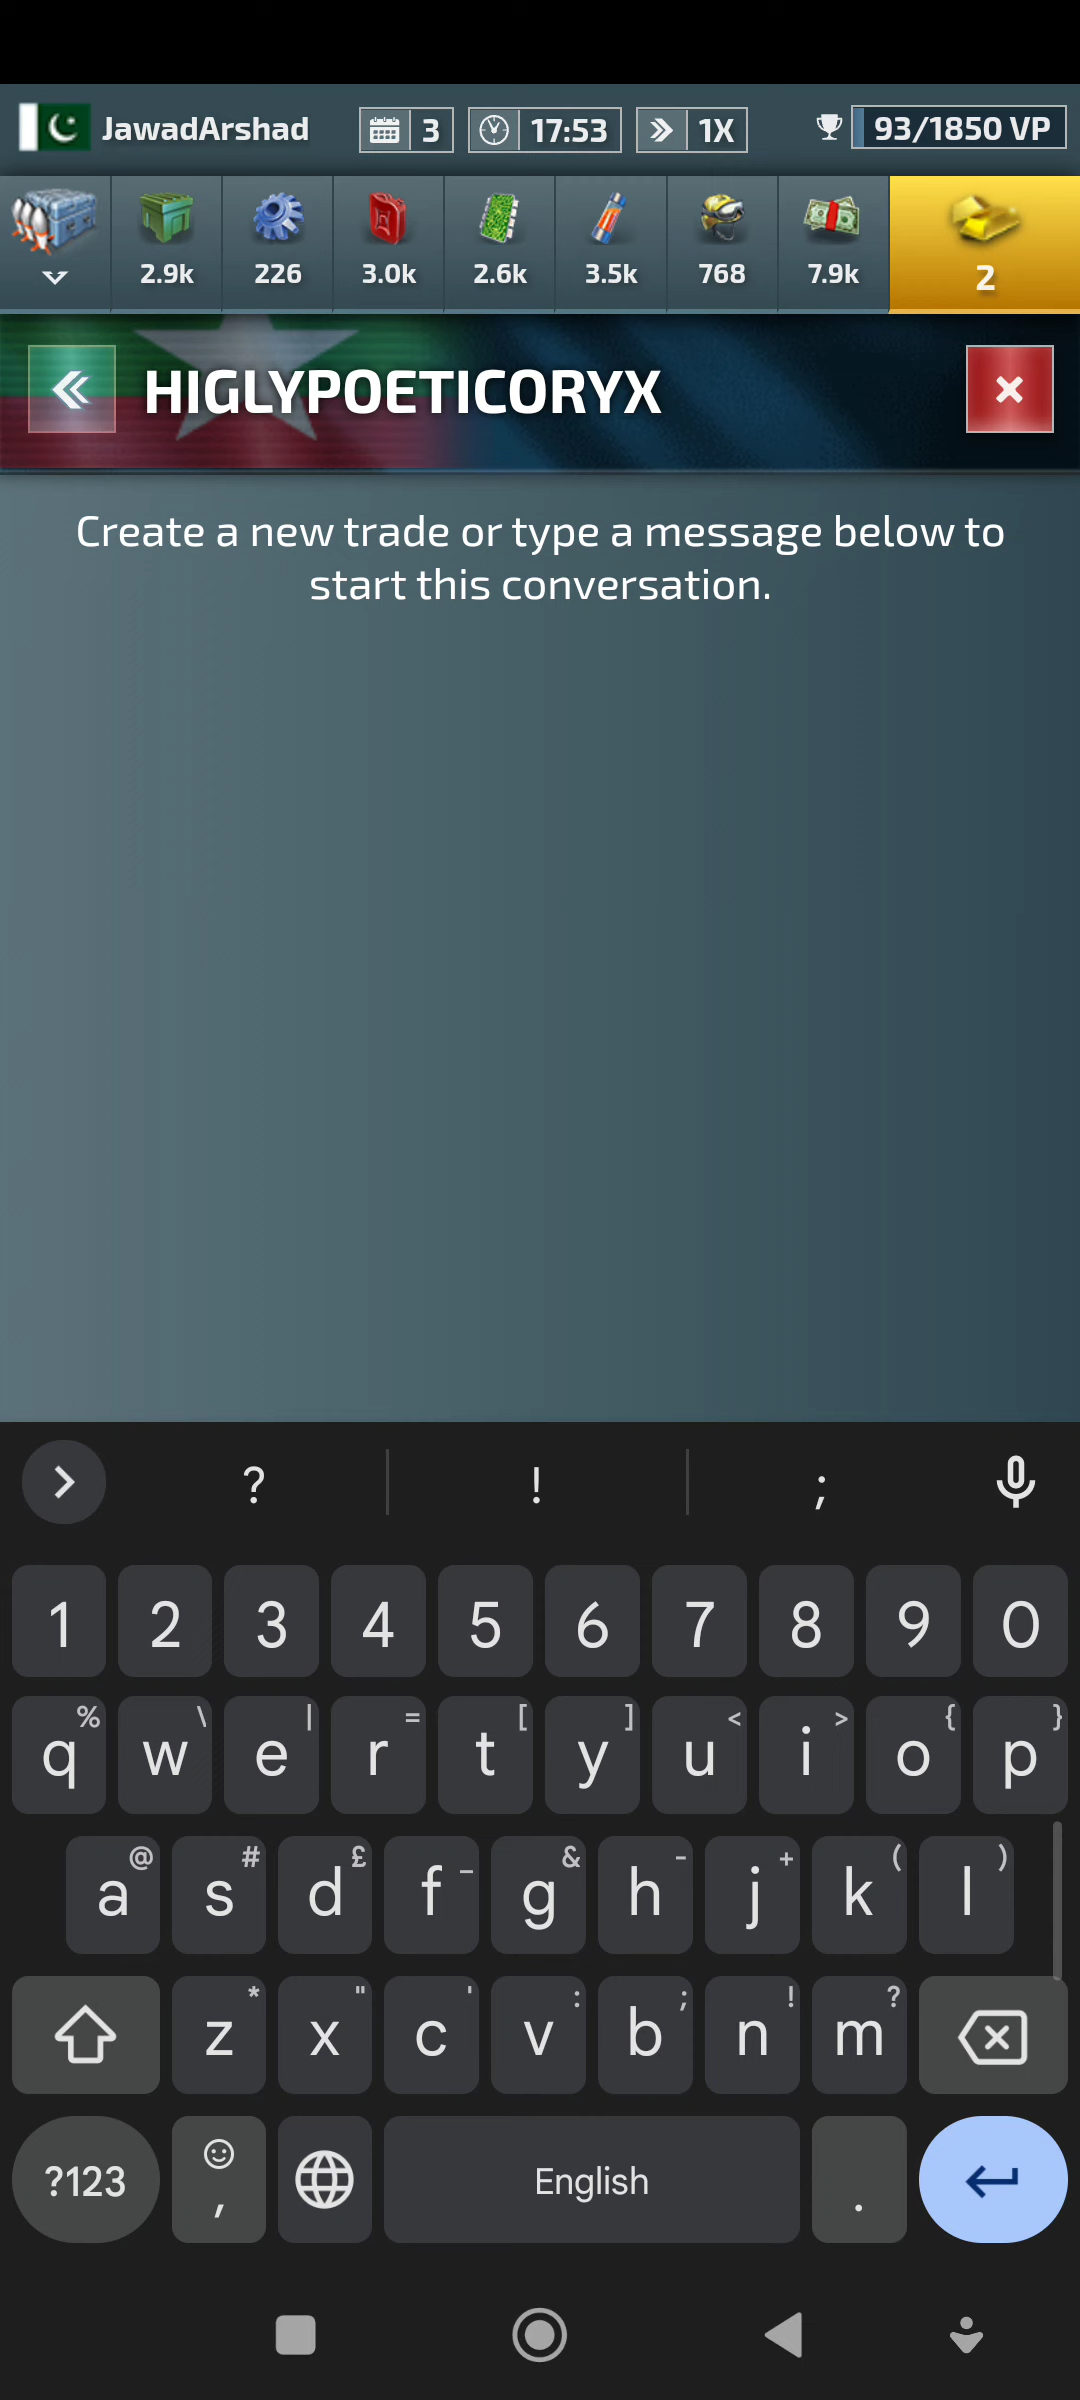 JawadArshad 3 17:53 1X 93/1850 VP
2.9k 226 3.0k 2.6k 3.5k 768 7.9k 2
HIGLYPOETICORYX
Create a new trade or type a message below to
start this conversation.
? ! ;
1 2 3 4 5 6 7 8 9 0
% \ | = [ ] < > { }
q w e r t y u i o p
@ # £ _ & - + ( )
a s d f g h j k l
* " ' : ; ! ?
z x c v b n m
?123 , English .